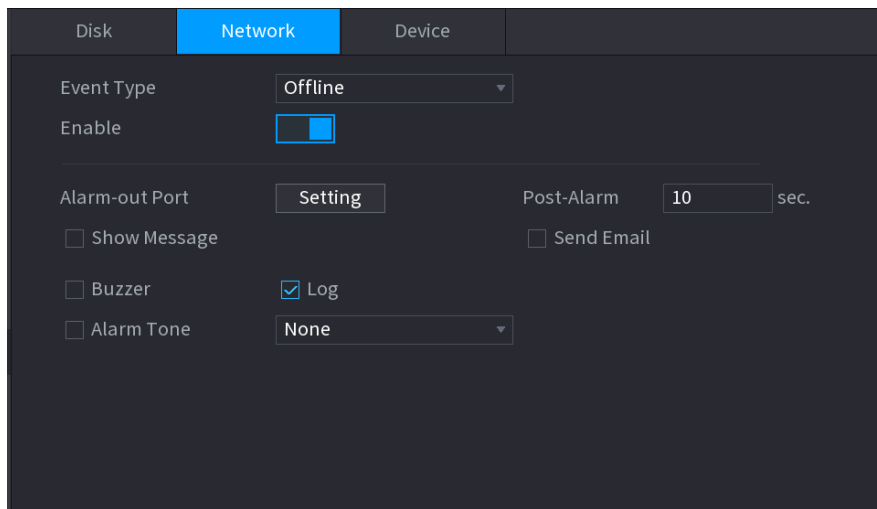 Disk Network Device
Event Type Offline
Enable
Alarm-out Port Setting Post-Alarm 10 sec.
Show Message Send Email
Buzzer Log
Alarm Tone None